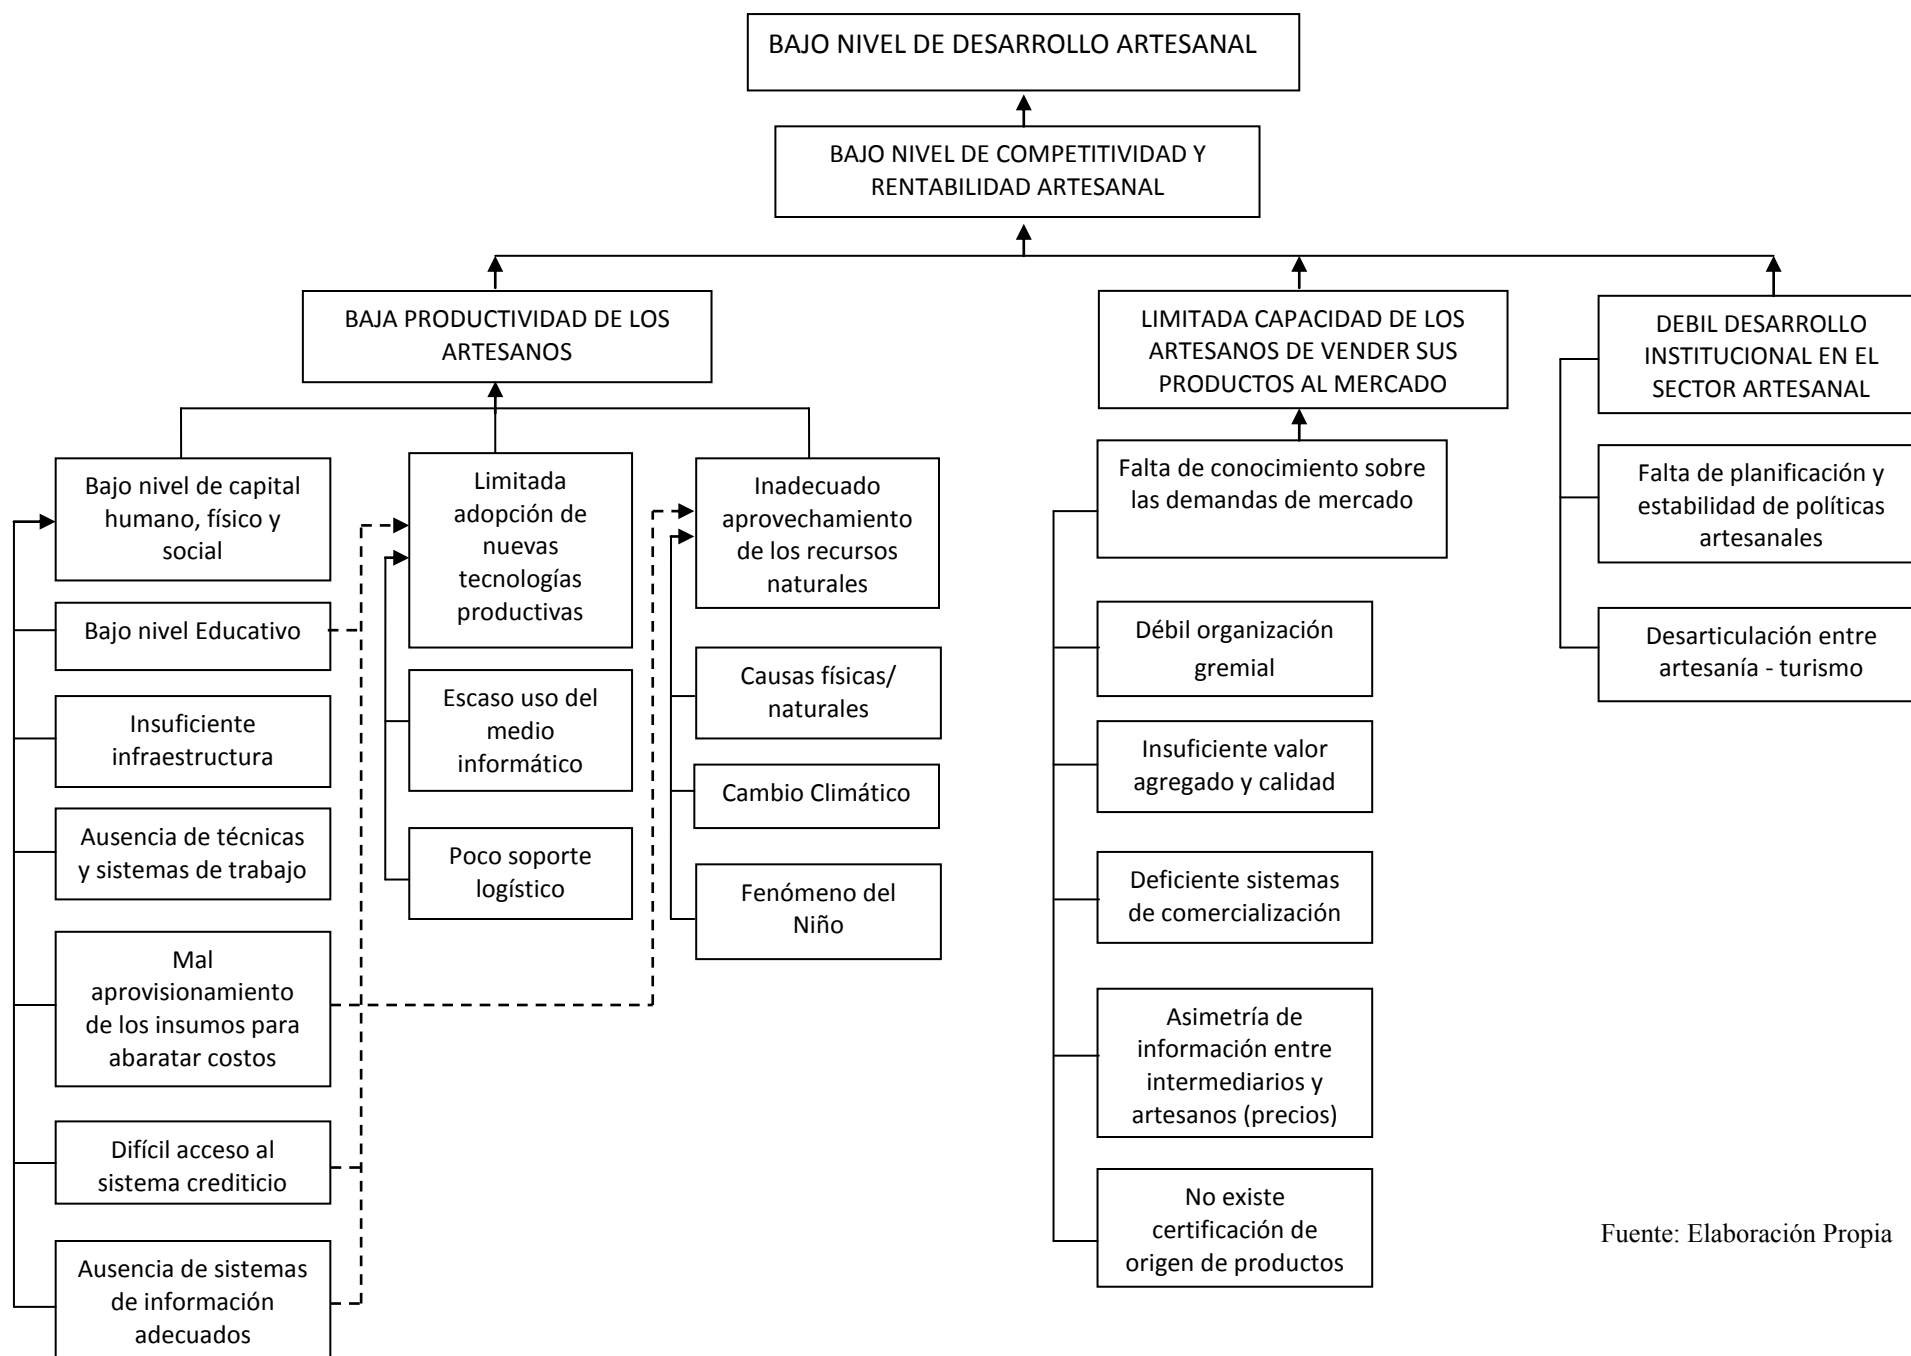 BAJO NIVEL DE DESARROLLO ARTESANAL
BAJO NIVEL DE COMPETITIVIDAD Y
RENTABILIDAD ARTESANAL
BAJA PRODUCTIVIDAD DE LOS
ARTESANOS
LIMITADA CAPACIDAD DE LOS
ARTESANOS DE VENDER SUS
PRODUCTOS AL MERCADO
DEBIL DESARROLLO
INSTITUCIONAL EN EL
SECTOR ARTESANAL
Bajo nivel de capital
humano, físico y
social
Bajo nivel Educativo
Insuficiente
infraestructura
Ausencia de técnicas
y sistemas de trabajo
Mal
aprovisionamiento
de los insumos para
abaratar costos
Difícil acceso al
sistema crediticio
Ausencia de sistemas
de información
adecuados
Limitada
adopción de
nuevas
tecnologías
productivas
Escaso uso del
medio
informático
Poco soporte
logístico
Inadecuado
aprovechamiento
de los recursos
naturales
Causas físicas/
naturales
Cambio Climático
Fenómeno del
Niño
Falta de conocimiento sobre
las demandas de mercado
Débil organización
gremial
Insuficiente valor
agregado y calidad
Deficiente sistemas
de comercialización
Asimetría de
información entre
intermediarios y
artesanos (precios)
No existe
certificación de
origen de productos
Falta de planificación y
estabilidad de políticas
artesanales
Desarticulación entre
artesanía - turismo
Fuente: Elaboración Propia